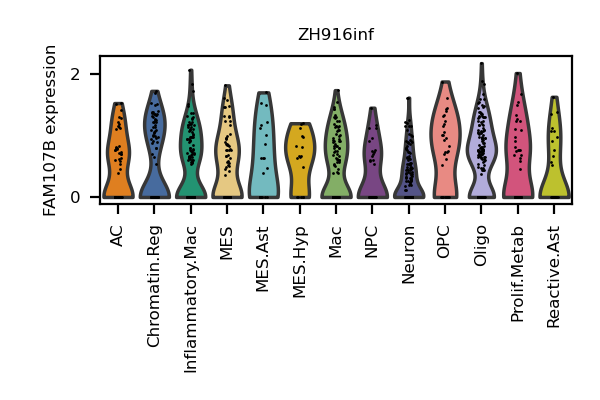 ZH916inf
FAM107B expression
2
0
AC
Chromatin.Reg
Inflammatory.Mac
MES
MES.Ast
MES.Hyp
Mac
NPC
Neuron
OPC
Oligo
Prolif.Metab
Reactive.Ast